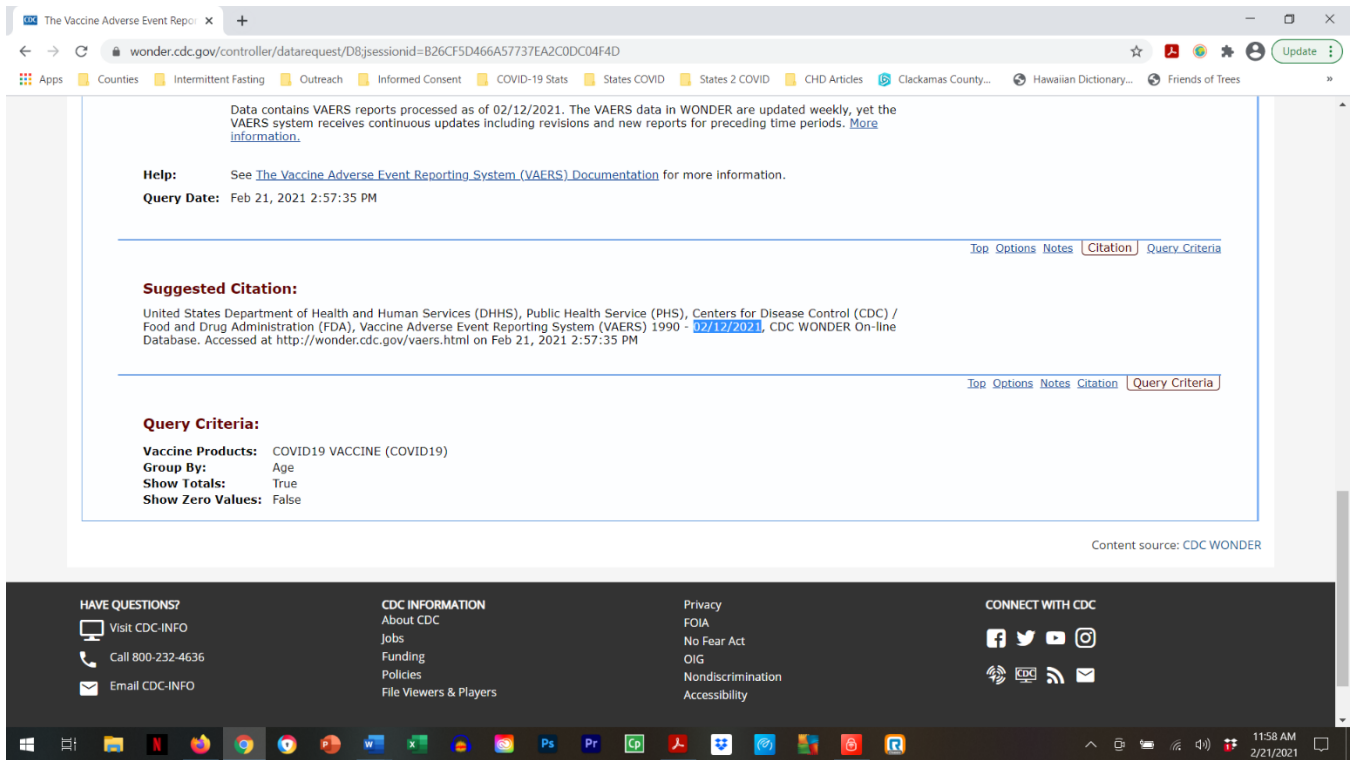 CDC The Vaccine Adverse Event Repor
wonder.cdc.gov/controller/datarequest/D8;jsessionid=B26CF5D466A57737EA2C0DC04F4D
Update
Apps Counties Intermittent Fasting Outreach Informed Consent COVID-19 Stats States COVID States 2 COVID CHD Articles Clackamas County... Hawaiian Dictionary... Friends of Trees »
Data contains VAERS reports processed as of 02/12/2021. The VAERS data in WONDER are updated weekly, yet the
VAERS system receives continuous updates including revisions and new reports for preceding time periods. More
information.
Help: See The Vaccine Adverse Event Reporting System (VAERS) Documentation for more information.
Query Date: Feb 21, 2021 2:57:35 PM
Top Options Notes Citation Query Criteria
Suggested Citation:
United States Department of Health and Human Services (DHHS), Public Health Service (PHS), Centers for Disease Control (CDC) /
Food and Drug Administration (FDA), Vaccine Adverse Event Reporting System (VAERS) 1990 - 02/12/2021, CDC WONDER On-line
Database. Accessed at http://wonder.cdc.gov/vaers.html on Feb 21, 2021 2:57:35 PM
Top Options Notes Citation Query Criteria
Query Criteria:
Vaccine Products: COVID19 VACCINE (COVID19)
Group By: Age
Show Totals: True
Show Zero Values: False
Content source: CDC WONDER
HAVE QUESTIONS?
Visit CDC-INFO
Call 800-232-4636
Email CDC-INFO
CDC INFORMATION
About CDC
Jobs
Funding
Policies
File Viewers & Players
Privacy
FOIA
No Fear Act
OIG
Nondiscrimination
Accessibility
CONNECT WITH CDC
CDC
N W X Ps Pr Cp
11:58 AM
2/21/2021